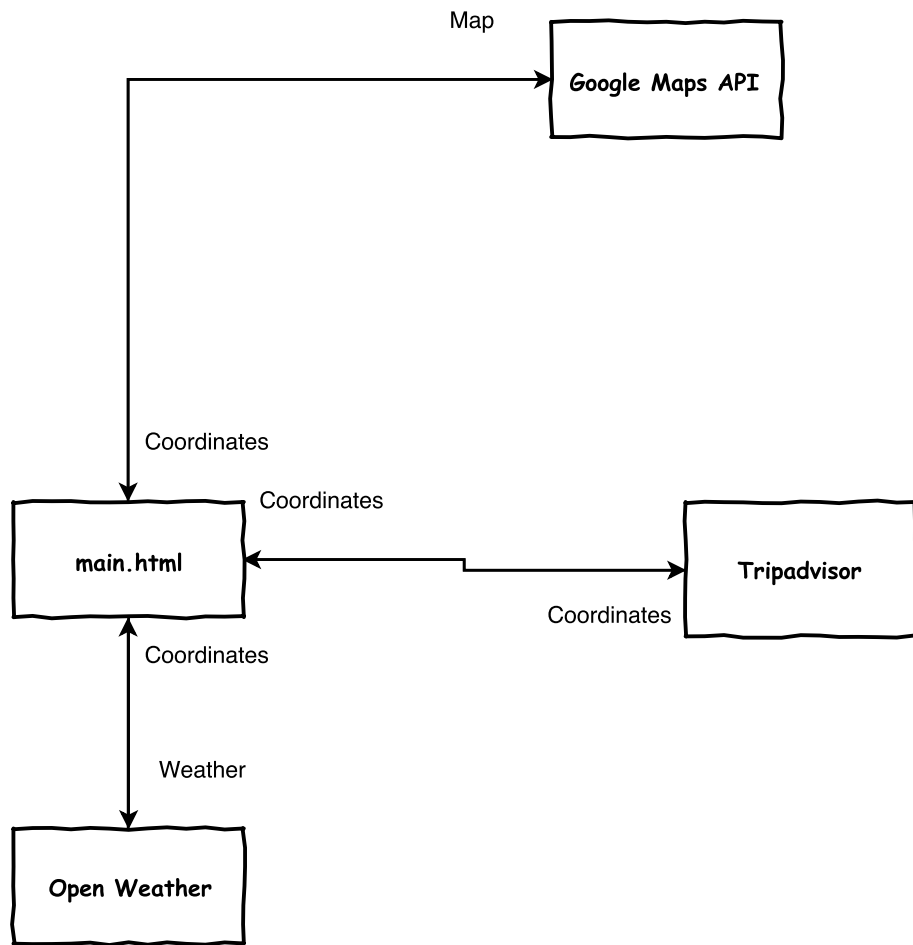 Map
Google Maps API
Coordinates
Coordinates
main.html
Tripadvisor
Coordinates
Coordinates
Weather
Open Weather